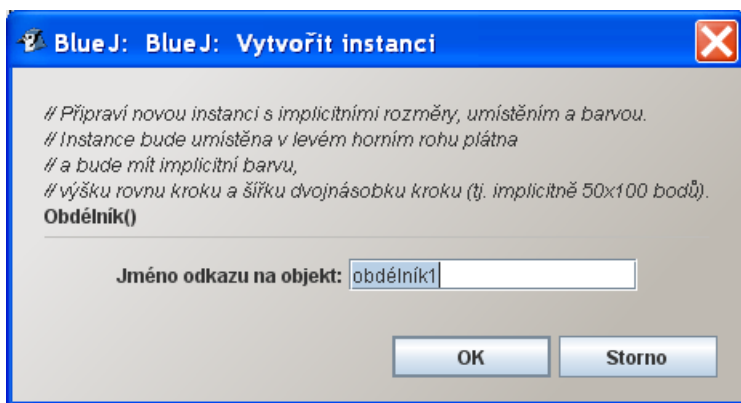 BlueJ: BlueJ: Vytvořit instanci
// Připraví novou instanci s implicitními rozměry, umístěním a barvou.
// Instance bude umístěna v levém horním rohu plátna
// a bude mít implicitní barvu,
// výšku rovnu kroku a šířku dvojnásobku kroku (tj. implicitně 50x100 bodů).
Obdélník()
Jméno odkazu na objekt: obdélník1
OK Storno